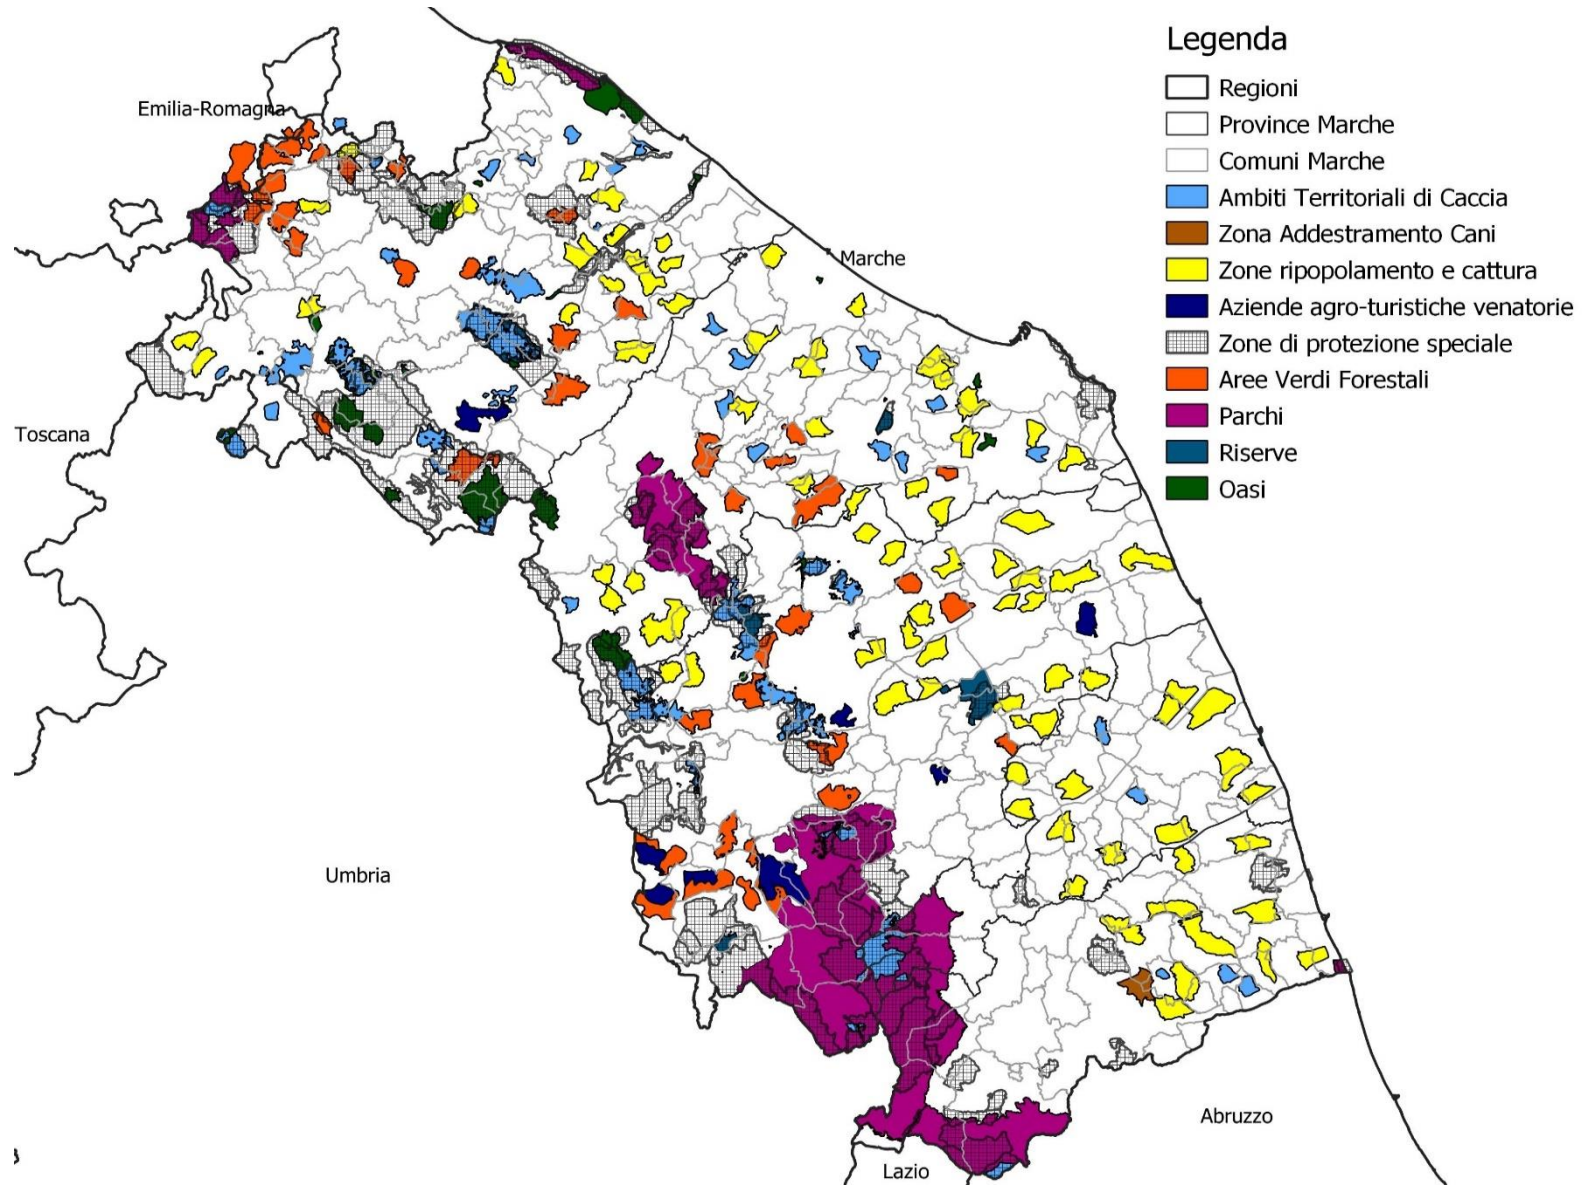 Legenda
Regioni
Province Marche
Comuni Marche
Ambiti Territoriali di Caccia
Zona Addestramento Cani
Zone ripopolamento e cattura
Aziende agro-turistiche venatorie
Zone di protezione speciale
Aree Verdi Forestali
Parchi
Riserve
Oasi
Emilia-Romagna
Marche
Toscana
Umbria
Abruzzo
Lazio